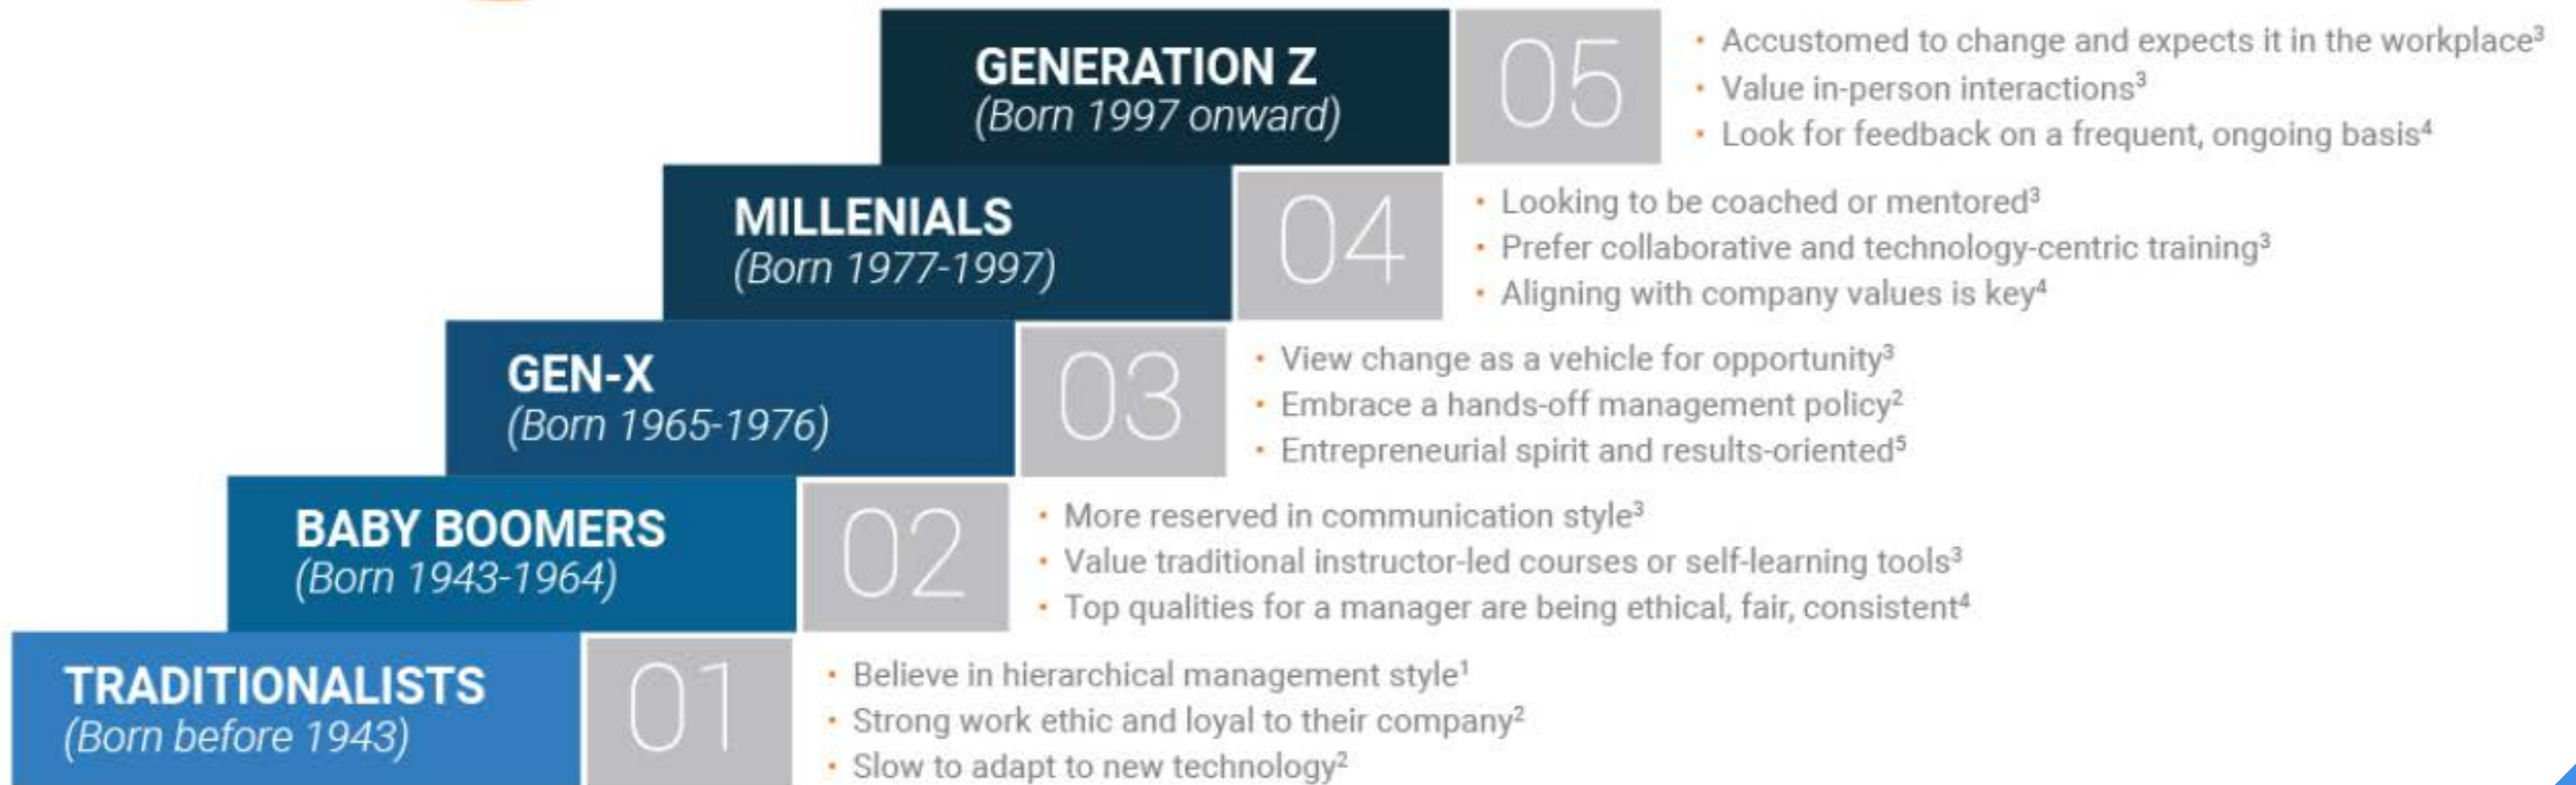 GENERATION Z
(Born 1997 onward)
05
• Accustomed to change and expects it in the workplace³
• Value in-person interactions³
• Look for feedback on a frequent, ongoing basis⁴
MILLENIALS
(Born 1977-1997)
04
• Looking to be coached or mentored³
• Prefer collaborative and technology-centric training³
• Aligning with company values is key⁴
GEN-X
(Born 1965-1976)
03
• View change as a vehicle for opportunity³
• Embrace a hands-off management policy²
• Entrepreneurial spirit and results-oriented⁵
BABY BOOMERS
(Born 1943-1964)
02
• More reserved in communication style³
• Value traditional instructor-led courses or self-learning tools³
• Top qualities for a manager are being ethical, fair, consistent⁴
TRADITIONALISTS
(Born before 1943)
01
• Believe in hierarchical management style¹
• Strong work ethic and loyal to their company²
• Slow to adapt to new technology²